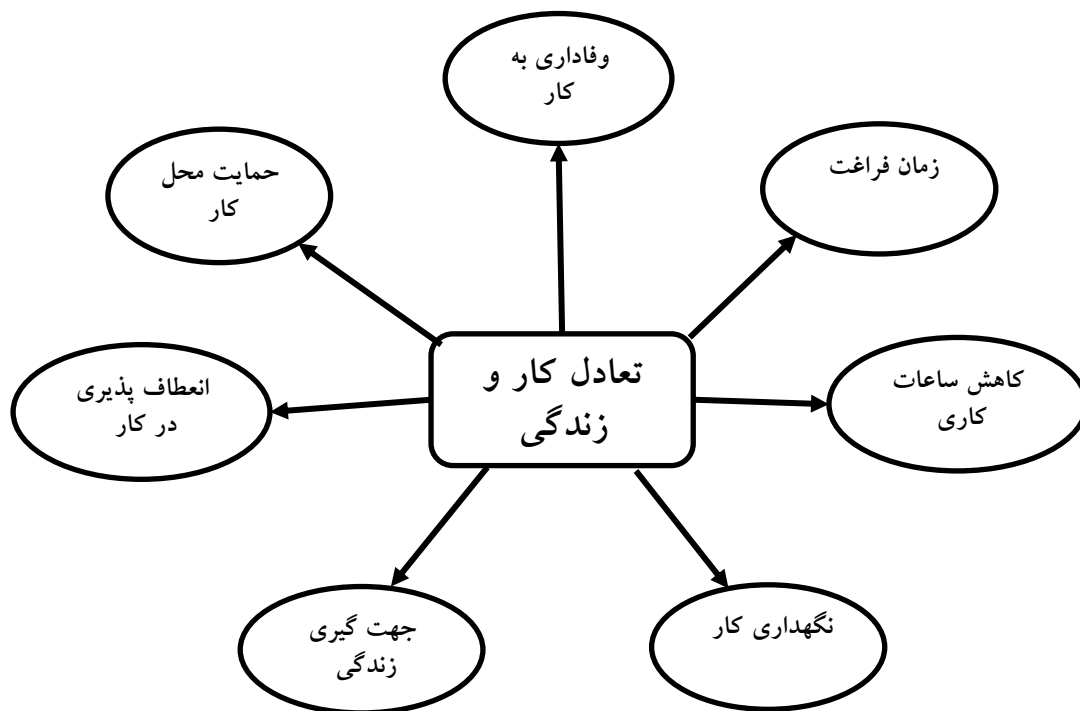 وفاداری به
کار
زمان فراغت
حمایت محل
کار
تعادل کار و
زندگی
کاهش ساعات
کاری
انعطاف پذیری
در کار
نگهداری کار
جهت گیری
زندگی